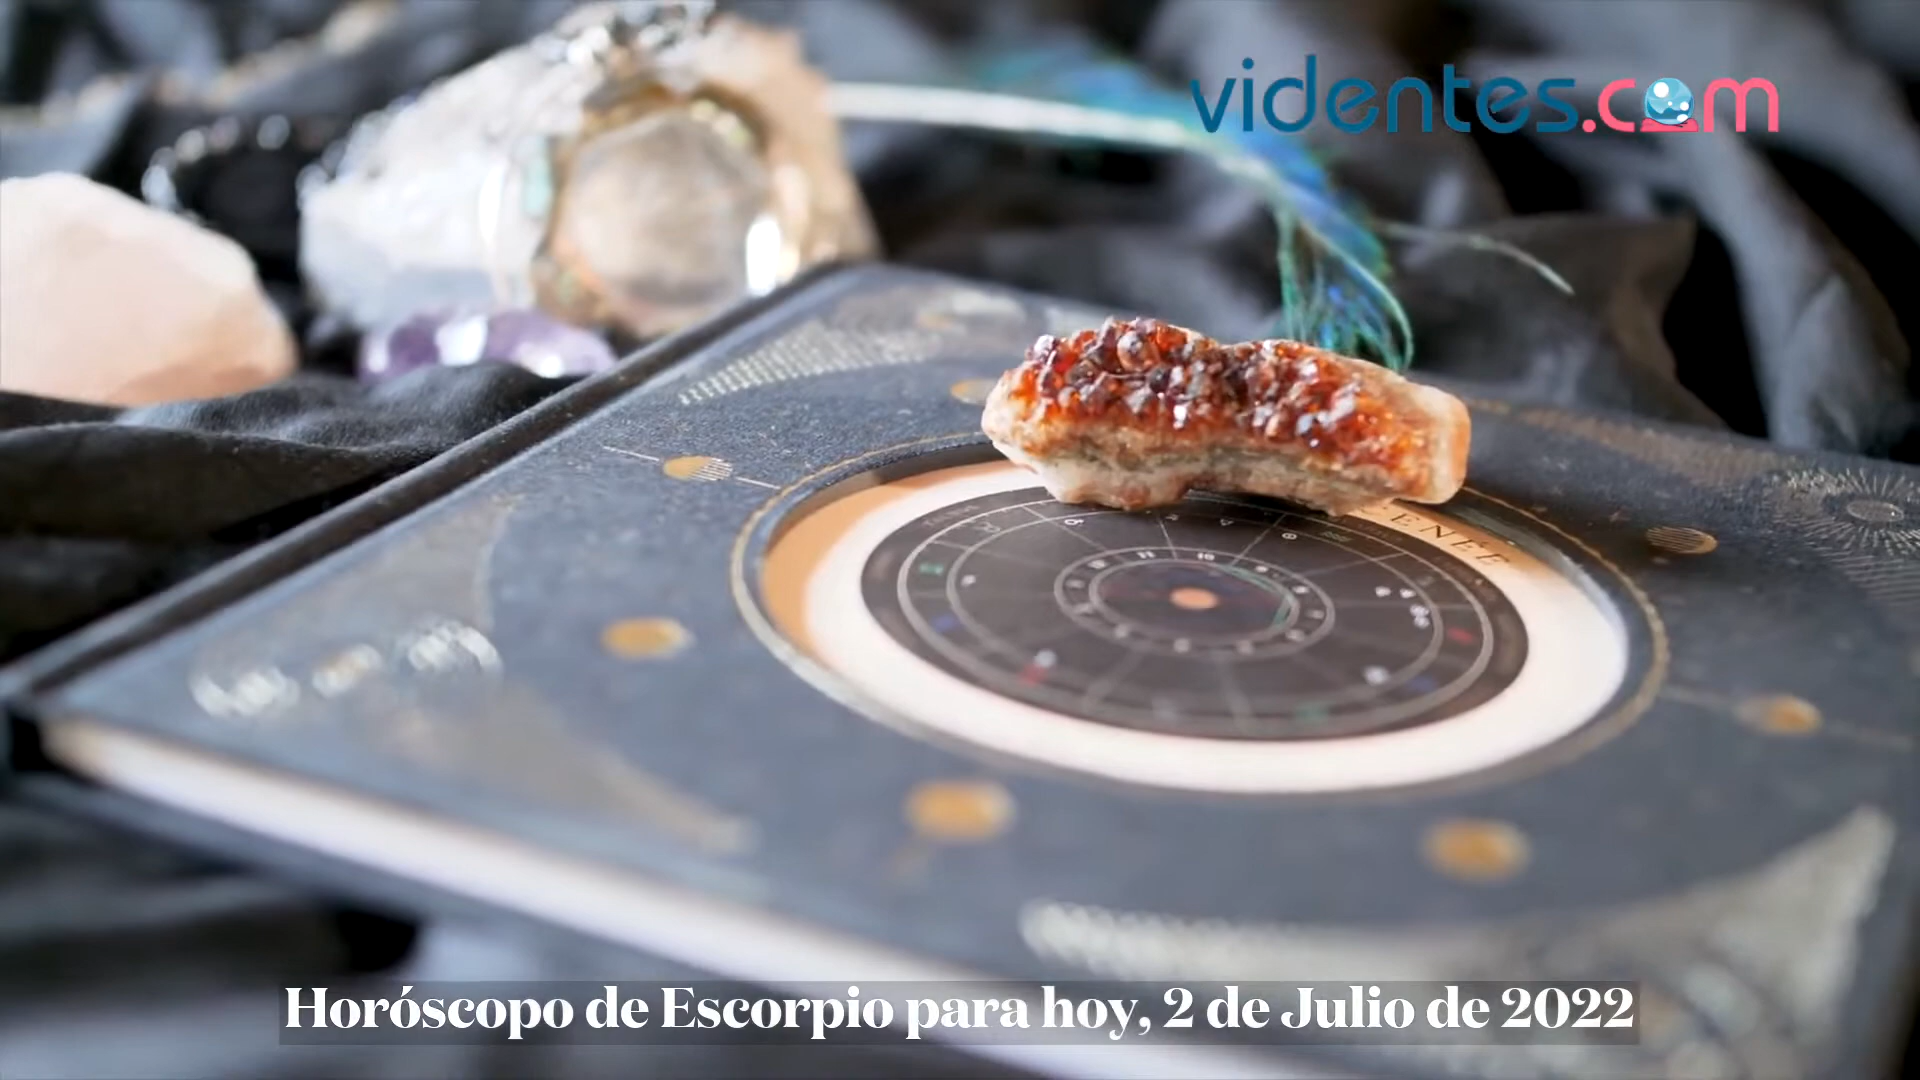 videntes.com
Horóscopo de Escorpio para hoy, 2 de Julio de 2022